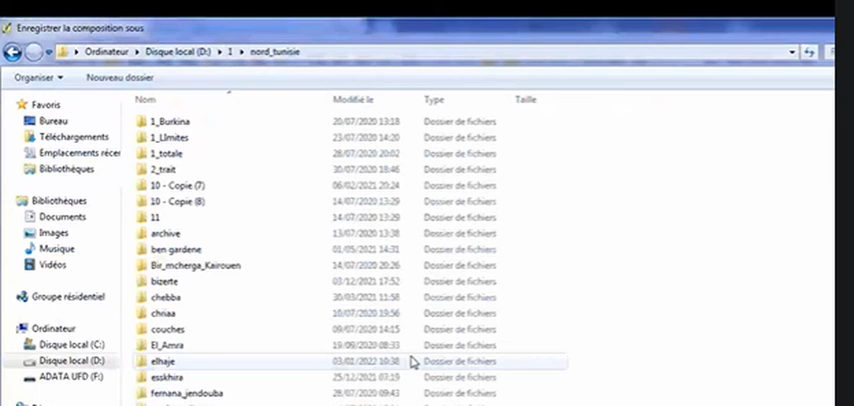 Enregistrer la composition sous
Ordinateur ▸ Disque local (D:) ▸ 1 ▸ nord_tunisie
Organiser Nouveau dossier
Nom Modifié le Type Taille
Favoris
Bureau
Téléchargements
Emplacements récer
Bibliothèques
Bibliothèques
Documents
Images
Musique
Vidéos
Groupe résidentiel
Ordinateur
Disque local (C:)
Disque local (D:)
ADATA UFD (F:)
1_Burkina 20/07/2020 13:18 Dossier de fichiers
1_LImites 23/07/2020 14:20 Dossier de fichiers
1_totale 28/07/2020 20:02 Dossier de fichiers
2_trait 30/07/2020 18:46 Dossier de fichiers
10 - Copie (7) 06/02/2021 20:24 Dossier de fichiers
10 - Copie (8) 14/07/2020 13:29 Dossier de fichiers
11 14/07/2020 13:29 Dossier de fichiers
archive 13/07/2020 13:38 Dossier de fichiers
ben gardene 01/05/2021 14:31 Dossier de fichiers
Bir_mcherga_Kairouen 14/07/2020 20:26 Dossier de fichiers
bizerte 03/12/2021 17:52 Dossier de fichiers
chebba 30/03/2021 11:58 Dossier de fichiers
chriaa 10/07/2020 19:56 Dossier de fichiers
couches 09/07/2020 14:15 Dossier de fichiers
El_Amra 19/09/2020 08:33 Dossier de fichiers
elhaje 03/01/2022 10:38 Dossier de fichiers
esskhira 25/12/2021 07:19 Dossier de fichiers
fernana_jendouba 28/07/2020 09:43 Dossier de fichiers